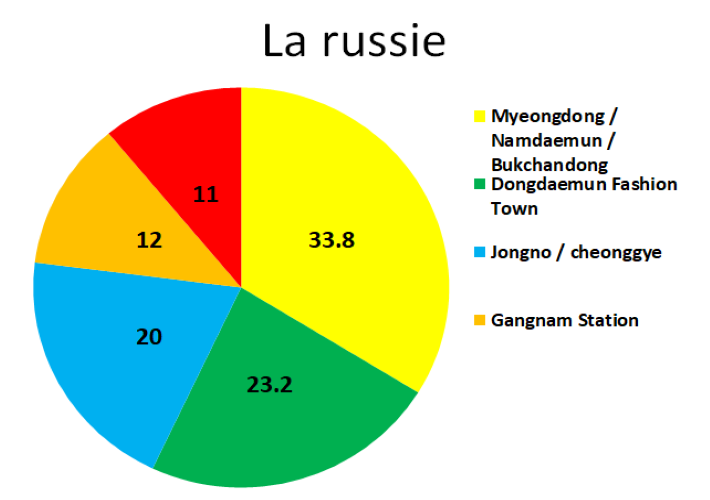 La russie
11
12
33.8
20
23.2
Myeongdong /
Namdaemun /
Bukchandong
Dongdaemun Fashion
Town
Jongno / cheonggye
Gangnam Station